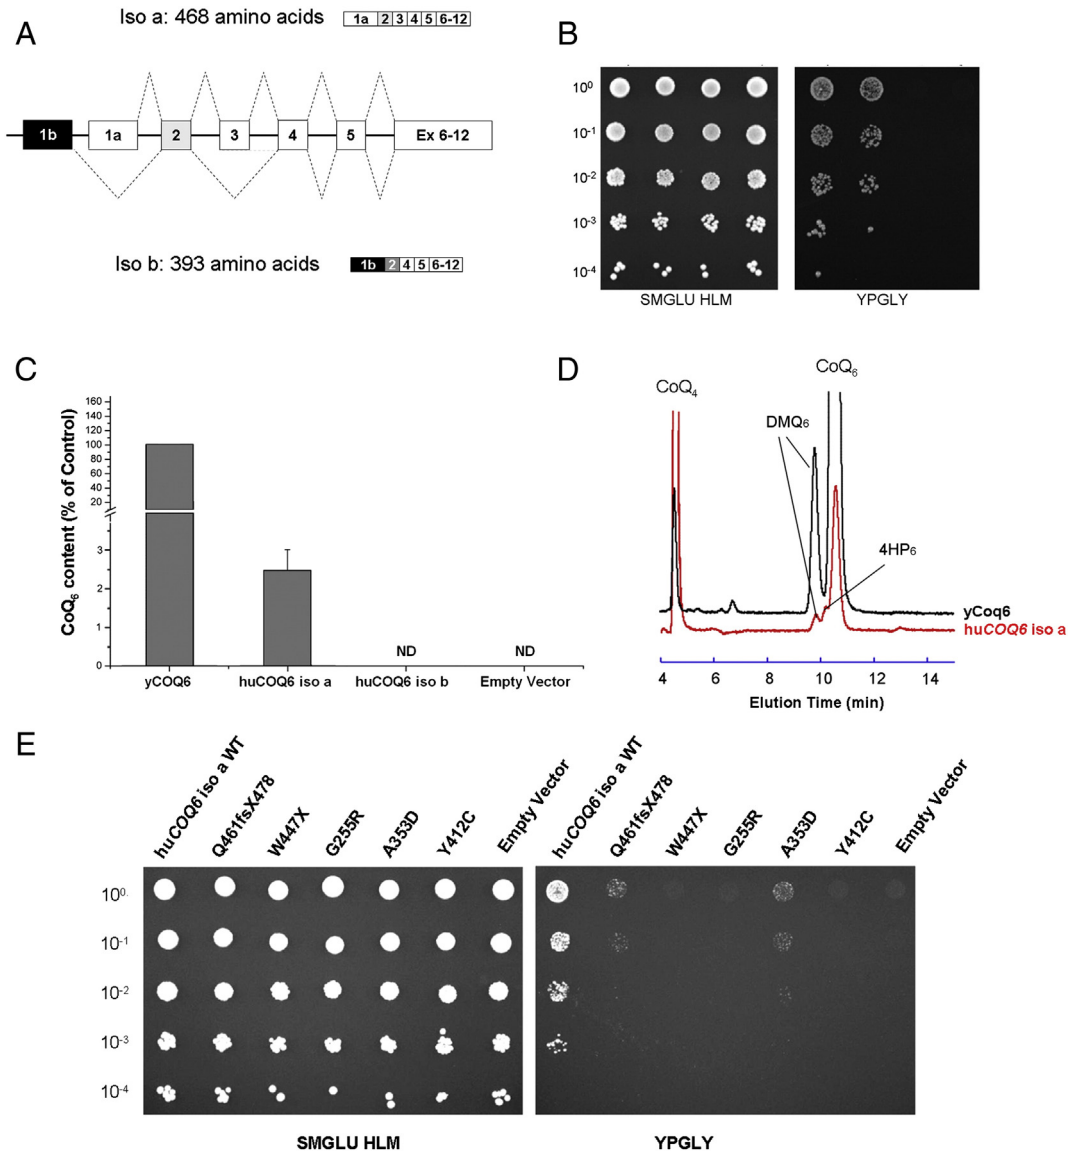 A
Iso a: 468 amino acids
1a 2 3 4 5 6-12
1b 1a 2 3 4 5 Ex 6-12
Iso b: 393 amino acids
1b 2 4 5 6-12
B
10⁰
10⁻¹
10⁻²
10⁻³
10⁻⁴
SMGLU HLM YPGLY
C
CoQ₆ content (% of Control)
160
140
120
100
80
60
40
20
3
2
1
0
ND ND
yCOQ6 huCOQ6 iso a huCOQ6 iso b Empty Vector
D
CoQ₄
CoQ₆
DMQ₆
4HP₆
yCoq6
huCOQ6 iso a
4 6 8 10 12 14
Elution Time (min)
E
huCOQ6 iso a WT
Q461fsX478
W447X
G255R
A353D
Y412C
Empty Vector
huCOQ6 iso a WT
Q461fsX478
W447X
G255R
A353D
Y412C
Empty Vector
10⁰·
10⁻¹
10⁻²
10⁻³
10⁻⁴
SMGLU HLM YPGLY